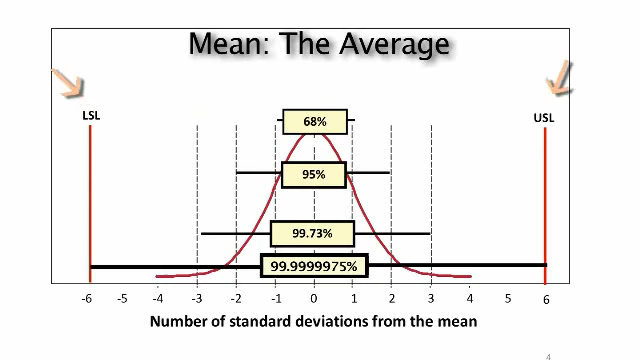 Mean: The Average
LSL
USL
68%
95%
99.73%
99.9999975%
-6 -5 -4 -3 -2 -1 0 1 2 3 4 5 6
Number of standard deviations from the mean
4